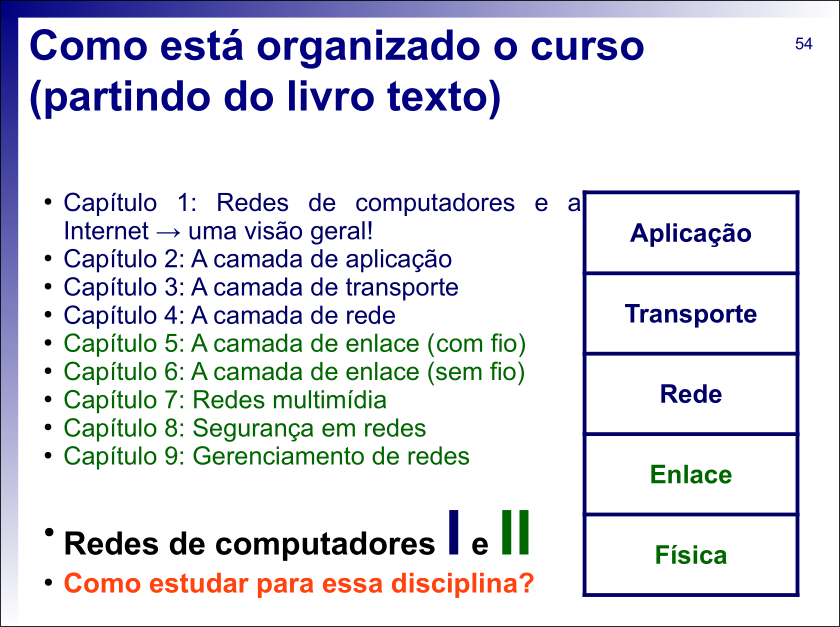 Como está organizado o curso
(partindo do livro texto)
54
• Capítulo 1: Redes de computadores e a
Internet → uma visão geral!
• Capítulo 2: A camada de aplicação
• Capítulo 3: A camada de transporte
• Capítulo 4: A camada de rede
• Capítulo 5: A camada de enlace (com fio)
• Capítulo 6: A camada de enlace (sem fio)
• Capítulo 7: Redes multimídia
• Capítulo 8: Segurança em redes
• Capítulo 9: Gerenciamento de redes
• Redes de computadores I e II
• Como estudar para essa disciplina?
Aplicação
Transporte
Rede
Enlace
Física